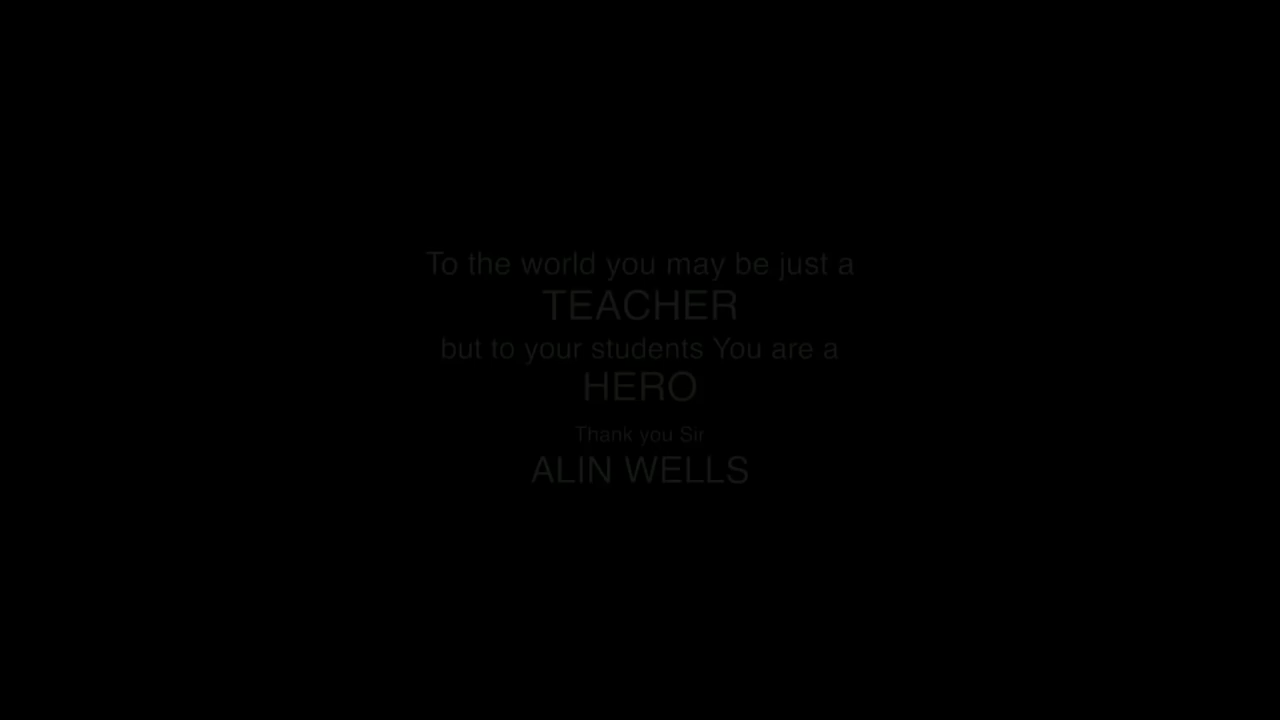 To the world you may be just a
TEACHER
but to your students You are a
HERO
Thank you Sir
ALIN WELLS